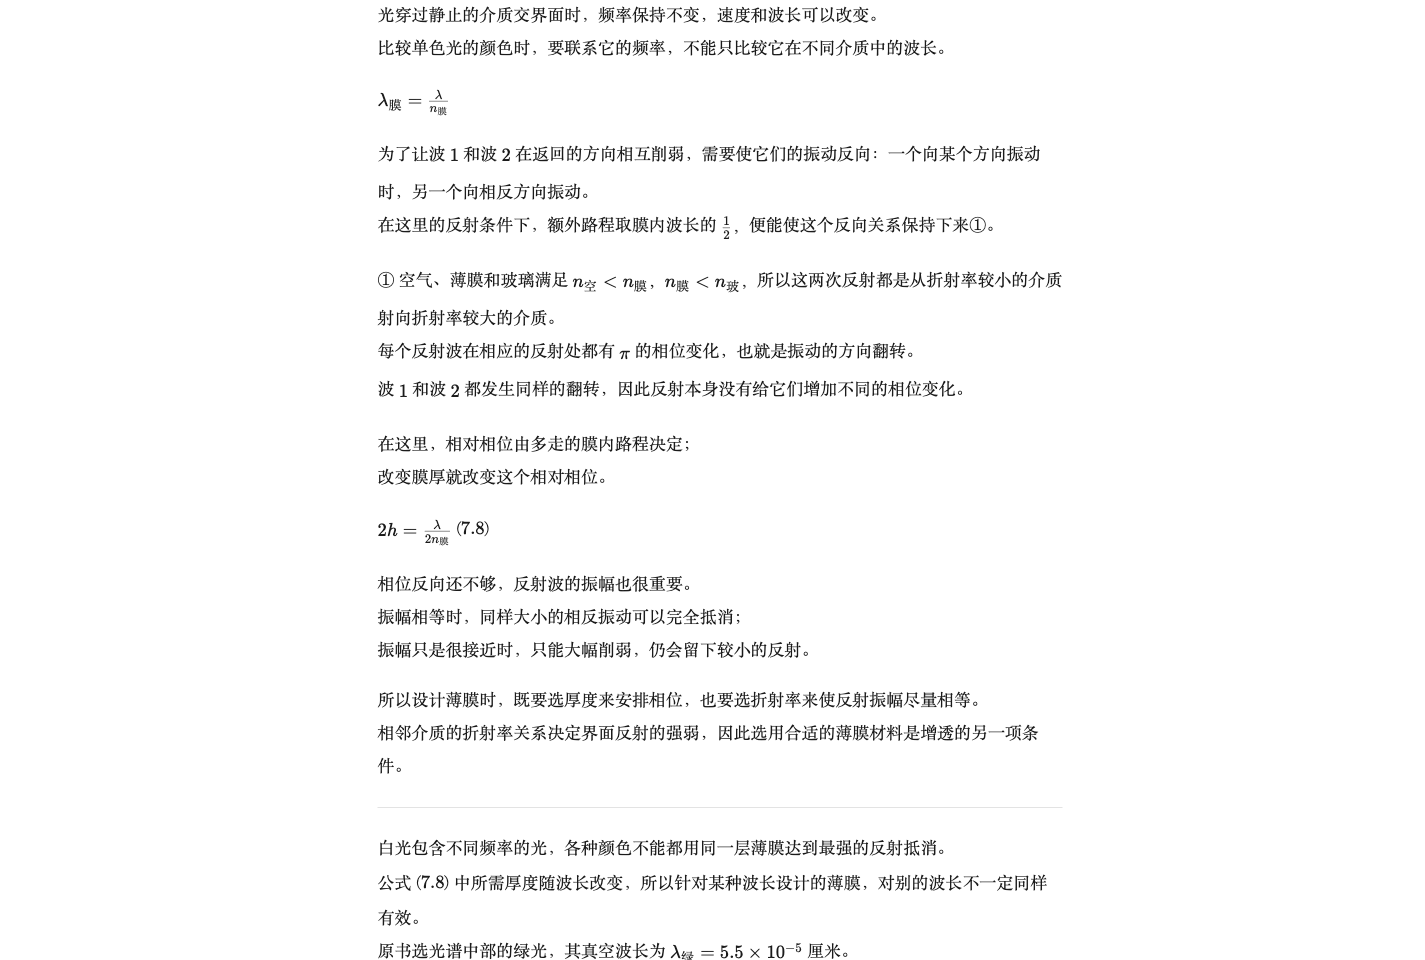 光穿过静止的介质交界面时，频率保持不变，速度和波长可以改变。
比较单色光的颜色时，要联系它的频率，不能只比较它在不同介质中的波长。
λ膜 = λ/n膜
为了让波 1 和波 2 在返回的方向相互削弱，需要使它们的振动反向：一个向某个方向振动
时，另一个向相反方向振动。
在这里的反射条件下，额外路程取膜内波长的 1/2，便能使这个反向关系保持下来①。
① 空气、薄膜和玻璃满足 n空 < n膜，n膜 < n玻，所以这两次反射都是从折射率较小的介质
射向折射率较大的介质。
每个反射波在相应的反射处都有 π 的相位变化，也就是振动的方向翻转。
波 1 和波 2 都发生同样的翻转，因此反射本身没有给它们增加不同的相位变化。
在这里，相对相位由多走的膜内路程决定；
改变膜厚就改变这个相对相位。
2h = λ/2n膜 (7.8)
相位反向还不够，反射波的振幅也很重要。
振幅相等时，同样大小的相反振动可以完全抵消；
振幅只是很接近时，只能大幅削弱，仍会留下较小的反射。
所以设计薄膜时，既要选厚度来安排相位，也要选折射率来使反射振幅尽量相等。
相邻介质的折射率关系决定界面反射的强弱，因此选用合适的薄膜材料是增透的另一项条
件。
白光包含不同频率的光，各种颜色不能都用同一层薄膜达到最强的反射抵消。
公式 (7.8) 中所需厚度随波长改变，所以针对某种波长设计的薄膜，对别的波长不一定同样
有效。
原书选光谱中部的绿光，其真空波长为 λ绿 = 5.5 × 10⁻⁵ 厘米。